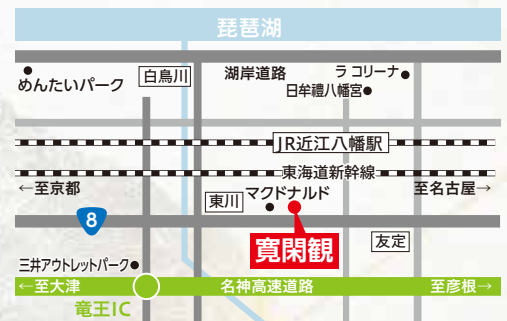 琵琶湖
めんたいパーク
白鳥川
湖岸道路
ラ コリーナ
日牟禮八幡宮
JR近江八幡駅
東海道新幹線
←至京都
至名古屋→
東川
マクドナルド
8
寛閑観
友定
三井アウトレットパーク
←至大津
名神高速道路
至彦根→
竜王IC